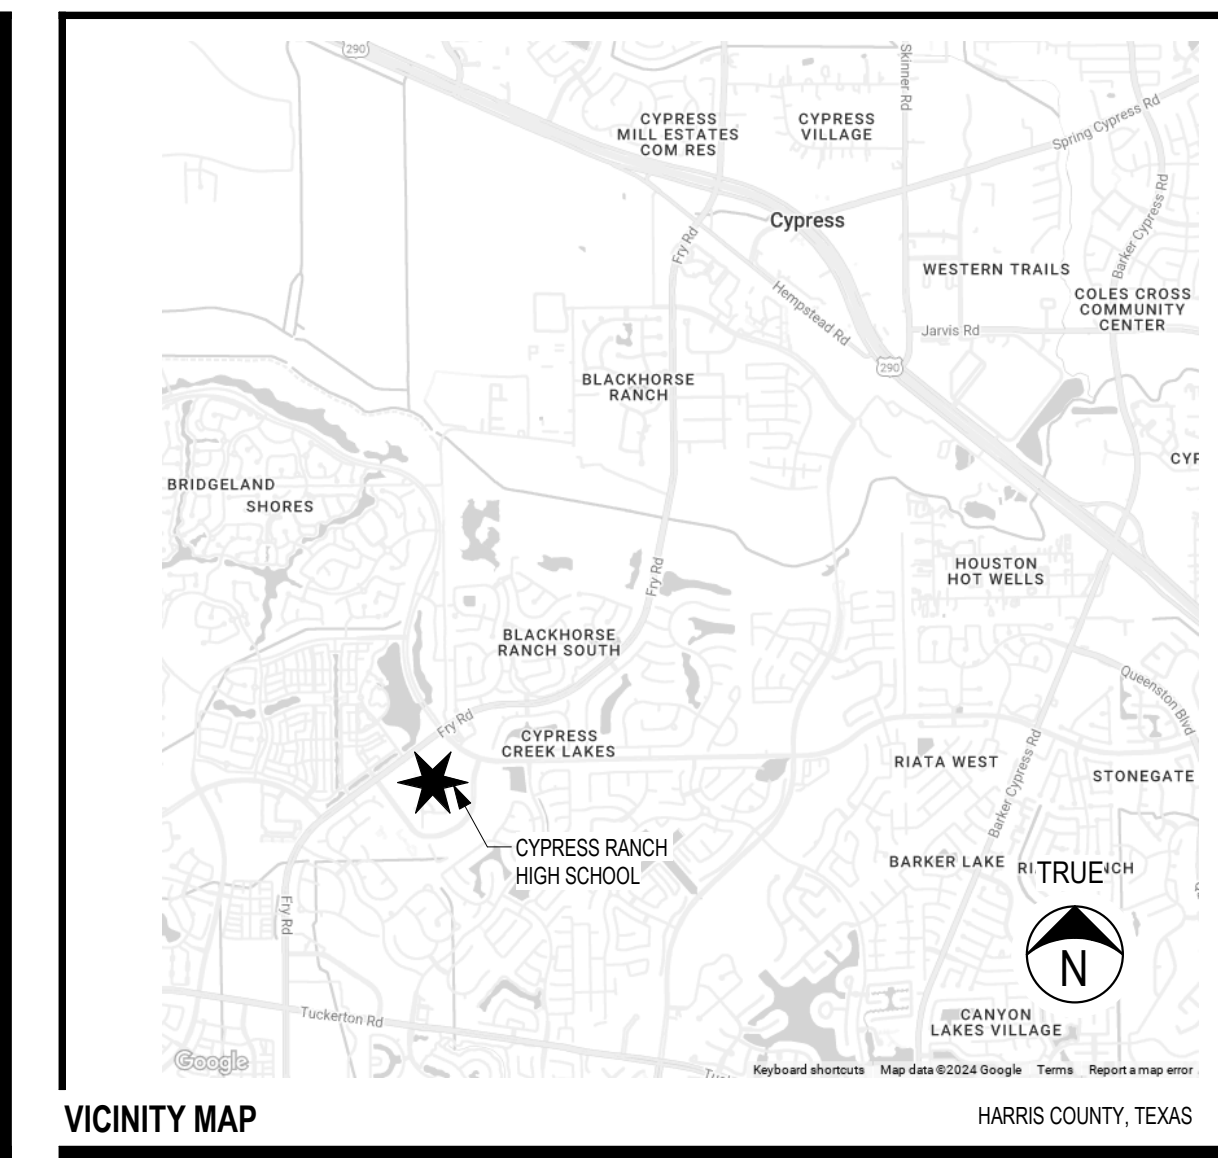 290
Skinner Rd
CYPRESS
MILL ESTATES
COM RES
CYPRESS
VILLAGE
Spring Cypress Rd
Barker Cypress Rd
Cypress
Fry Rd
WESTERN TRAILS
Hempstead Rd
COLES CROSS
COMMUNITY
CENTER
Jarvis Rd
290
BLACKHORSE
RANCH
CYP
BRIDGELAND
SHORES
HOUSTON
HOT WELLS
Fry Rd
BLACKHORSE
RANCH SOUTH
Queenston Blvd
Fry Rd
CYPRESS
CREEK LAKES
RIATA WEST
STONEGATE
Barker Cypress Rd
CYPRESS RANCH
HIGH SCHOOL
BARKER LAKE
TRUE
N
Fry Rd
Tuckerton Rd
CANYON
LAKES VILLAGE
Google
Keyboard shortcuts Map data ©2024 Google Terms Report a map error
VICINITY MAP
HARRIS COUNTY, TEXAS